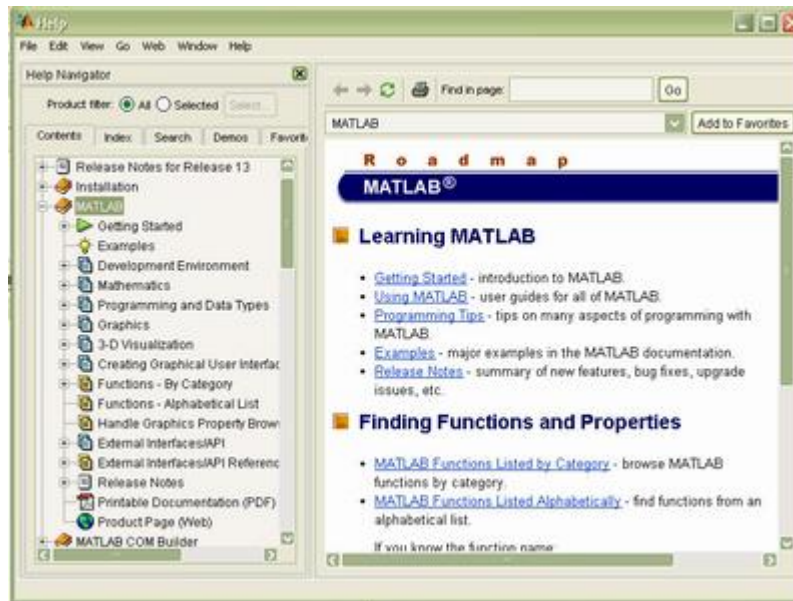 Help
File Edit View Go Web Window Help
Help Navigator
Product filter: All Selected Select...
Contents Index Search Demos Favorit
Release Notes for Release 13
Installation
MATLAB
Getting Started
Examples
Development Environment
Mathematics
Programming and Data Types
Graphics
3-D Visualization
Creating Graphical User Interfac
Functions - By Category
Functions - Alphabetical List
Handle Graphics Property Brow
External Interfaces/API
External Interfaces/API Referenc
Release Notes
Printable Documentation (PDF)
Product Page (Web)
MATLAB COM Builder
Find in page: Go
MATLAB Add to Favorites
Roadmap
MATLAB®
Learning MATLAB
• Getting Started - introduction to MATLAB.
• Using MATLAB - user guides for all of MATLAB.
• Programming Tips - tips on many aspects of programming with
MATLAB.
• Examples - major examples in the MATLAB documentation.
• Release Notes - summary of new features, bug fixes, upgrade
issues, etc.
Finding Functions and Properties
• MATLAB Functions Listed by Category - browse MATLAB
functions by category.
• MATLAB Functions Listed Alphabetically - find functions from an
alphabetical list.
If you know the function name: